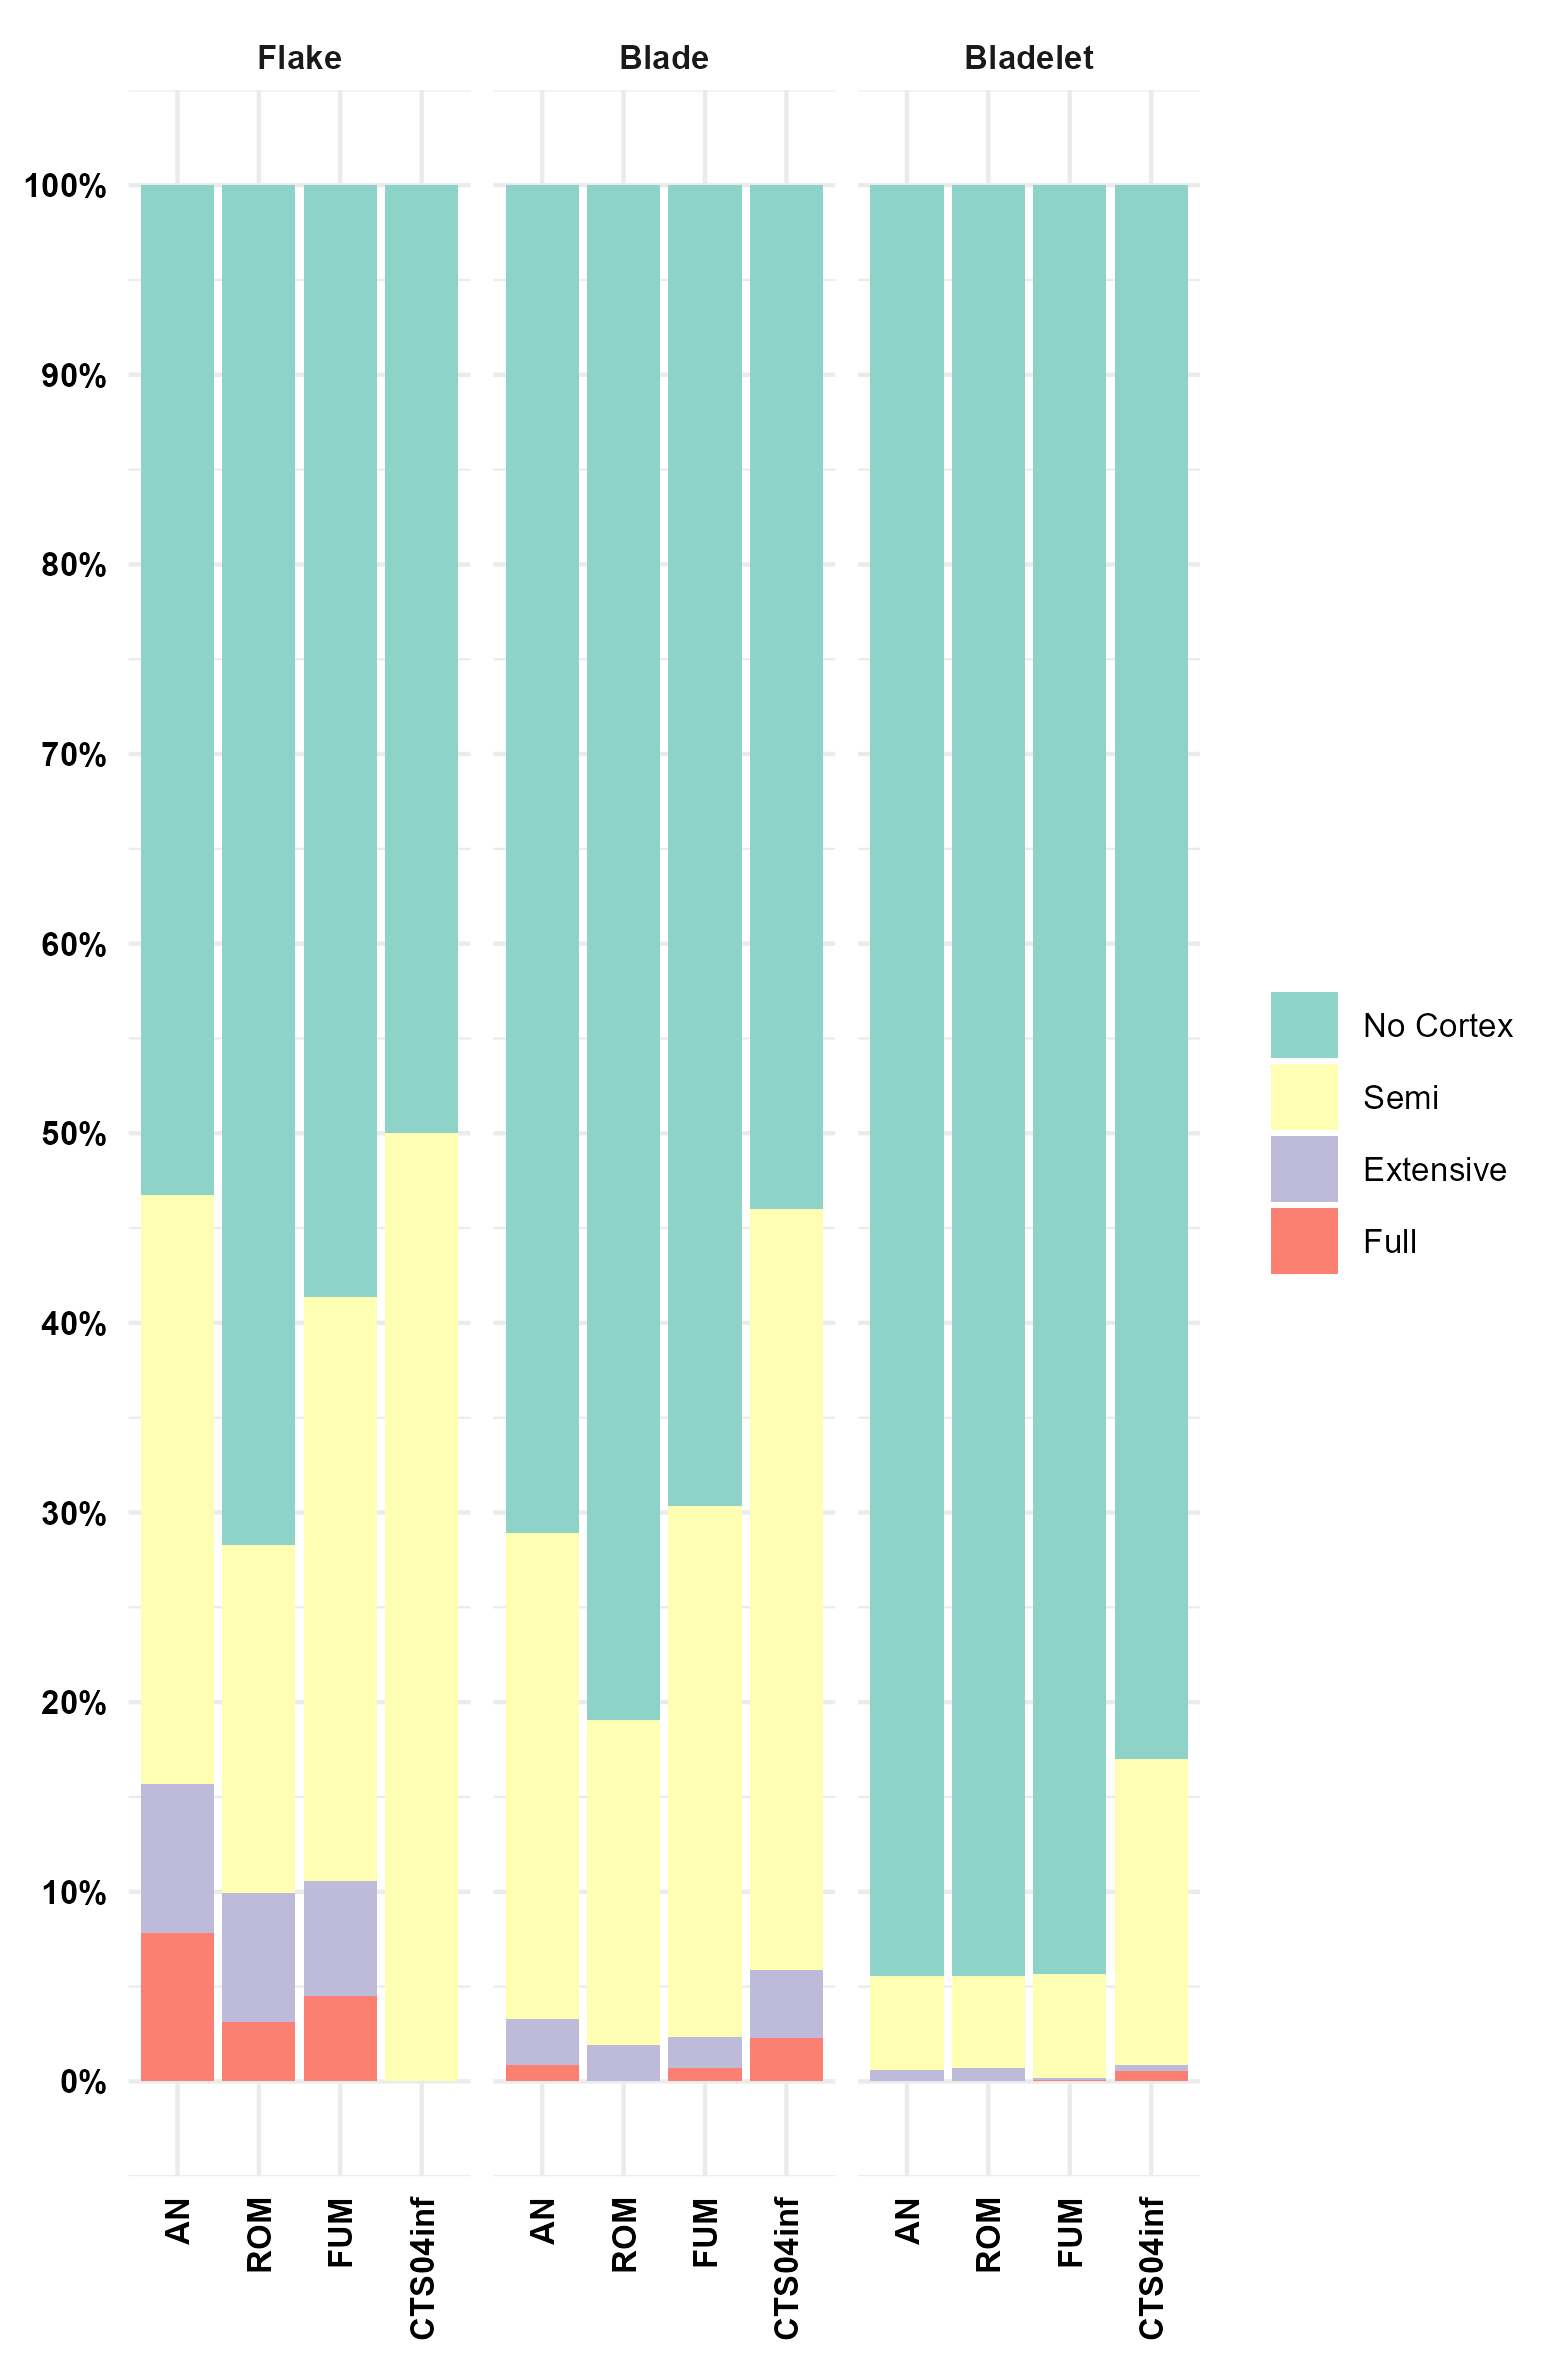 Flake Blade Bladelet
100%
90%
80%
70%
60%
50%
40%
30%
20%
10%
0%
No Cortex
Semi
Extensive
Full
AN ROM FUM CTS04inf AN ROM FUM CTS04inf AN ROM FUM CTS04inf